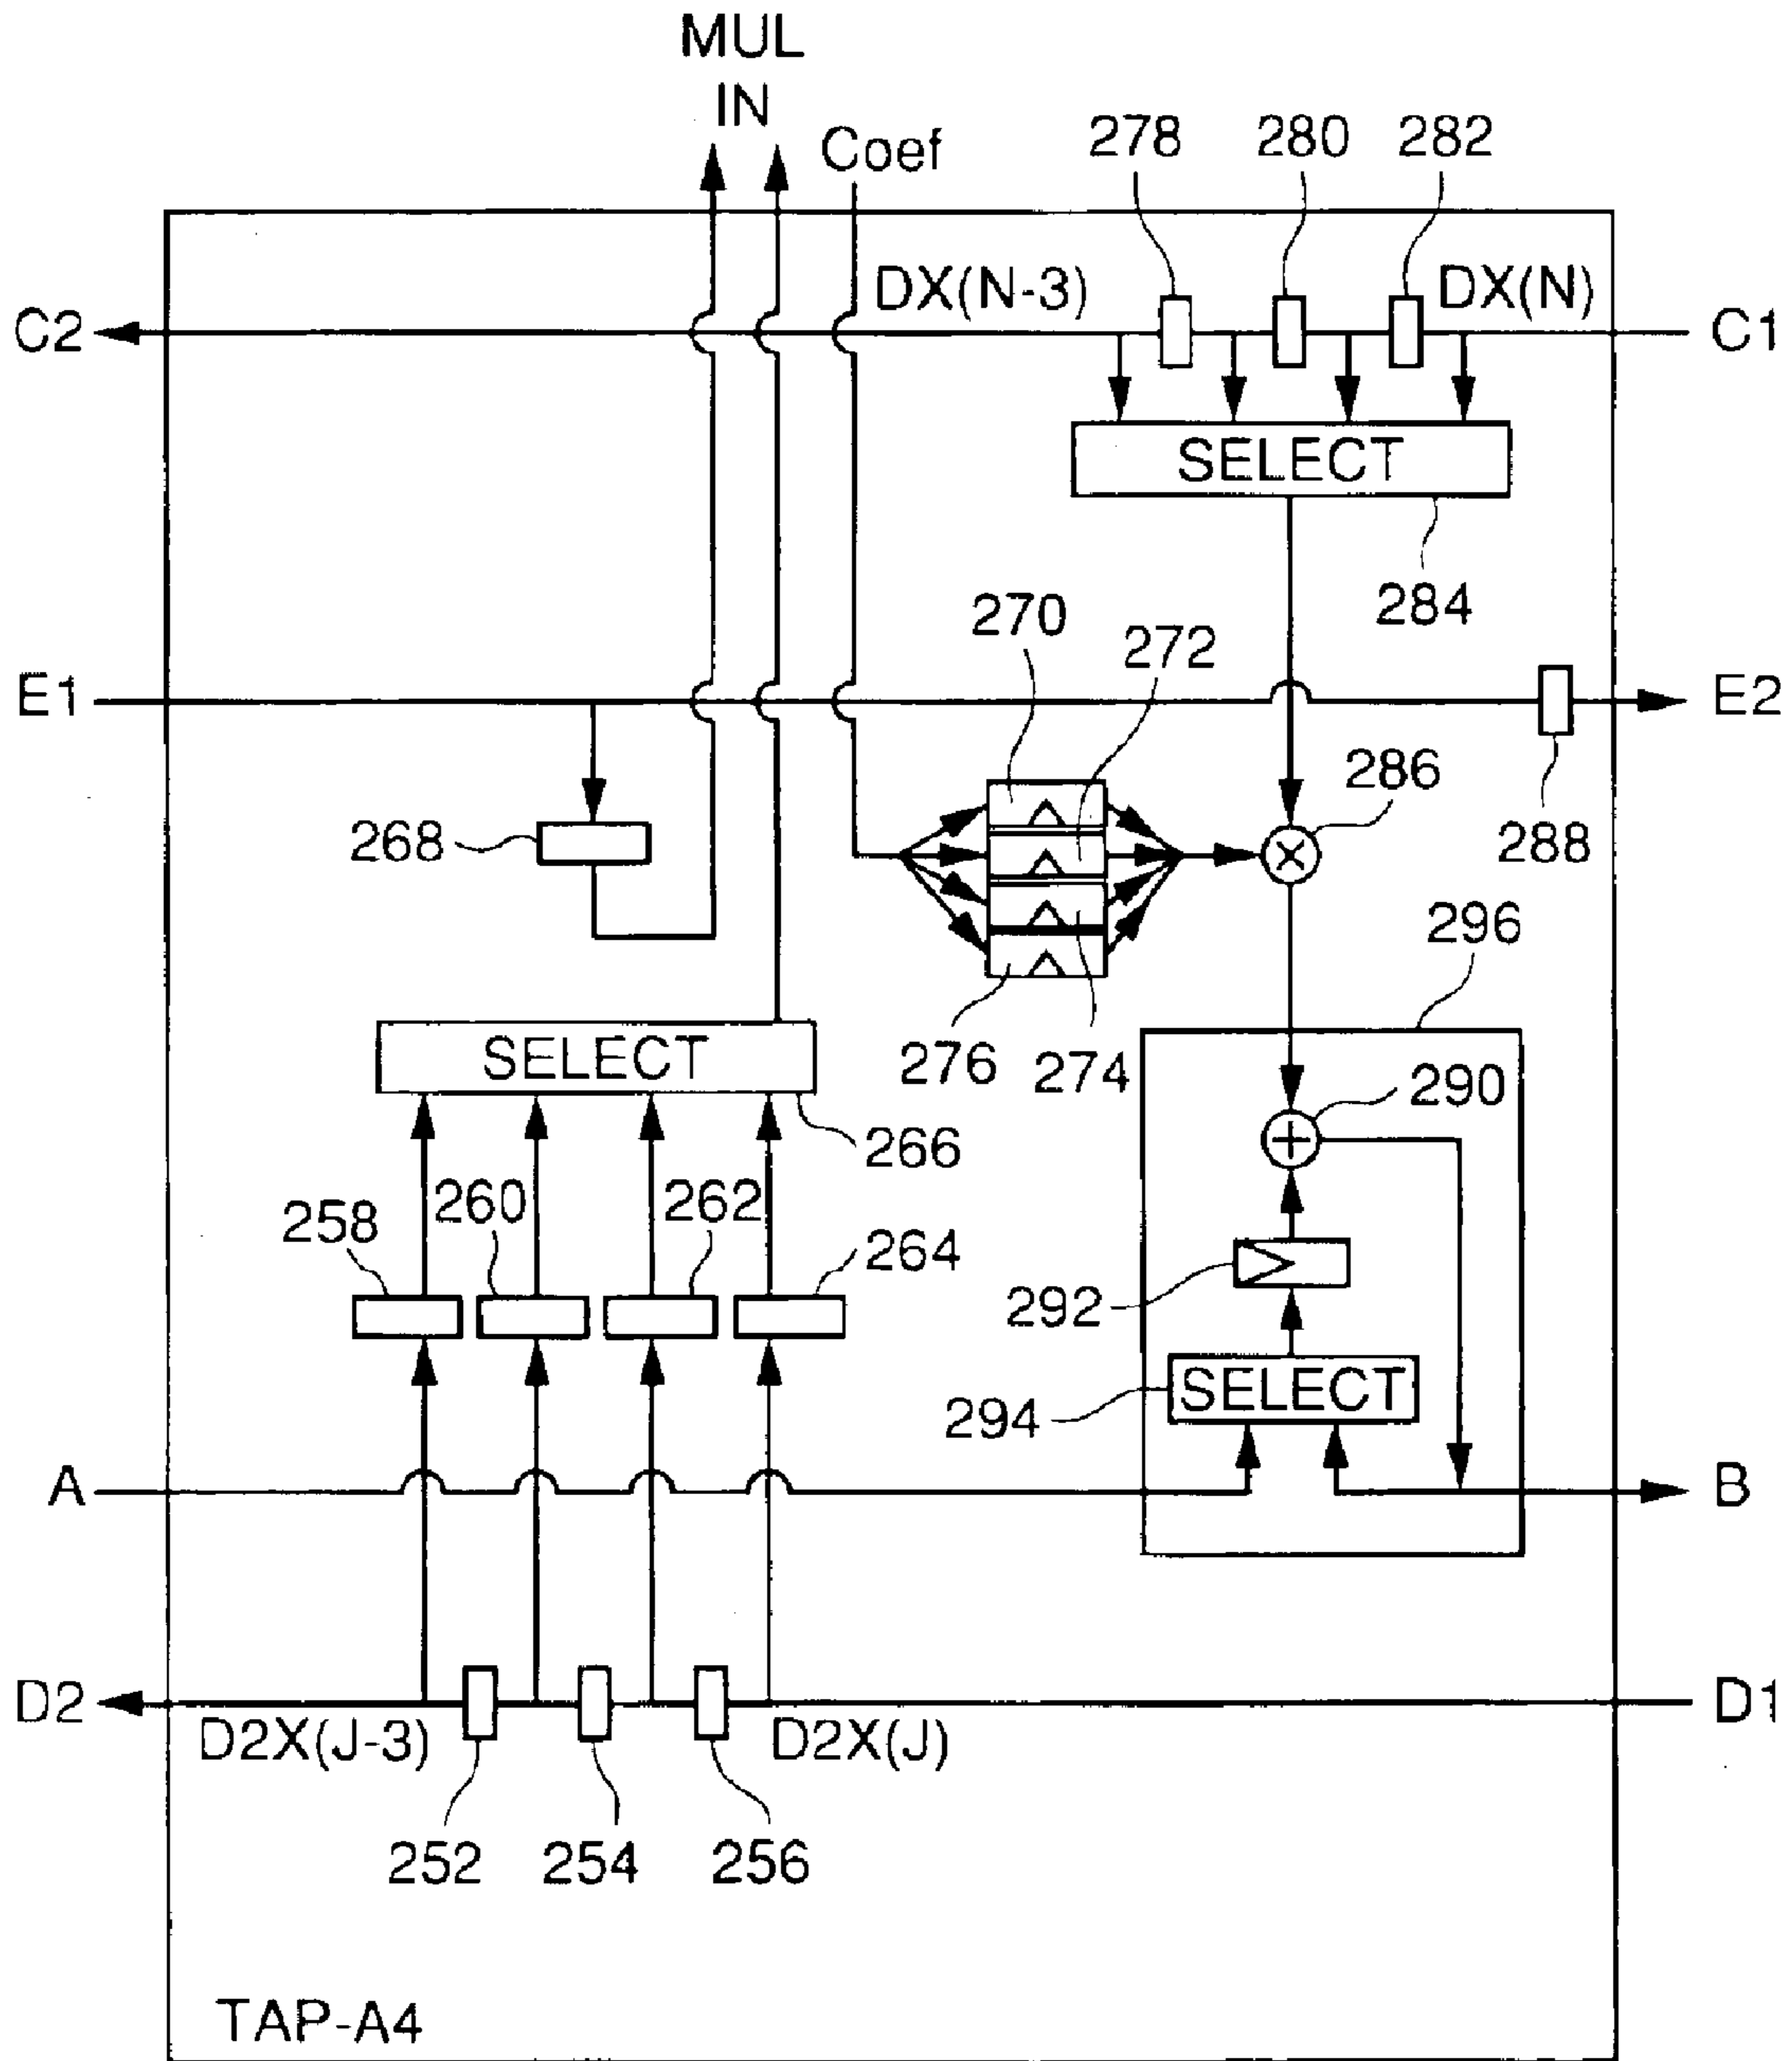 MUL
IN
Coef
278
280
282
DX(N-3)
DX(N)
C2
C1
SELECT
284
270
272
E1
E2
286
268
288
296
SELECT
276
274
290
266
258
260
262
264
292
SELECT
294
A
B
D2
D1
D2X(J-3)
D2X(J)
252
254
256
TAP-A4